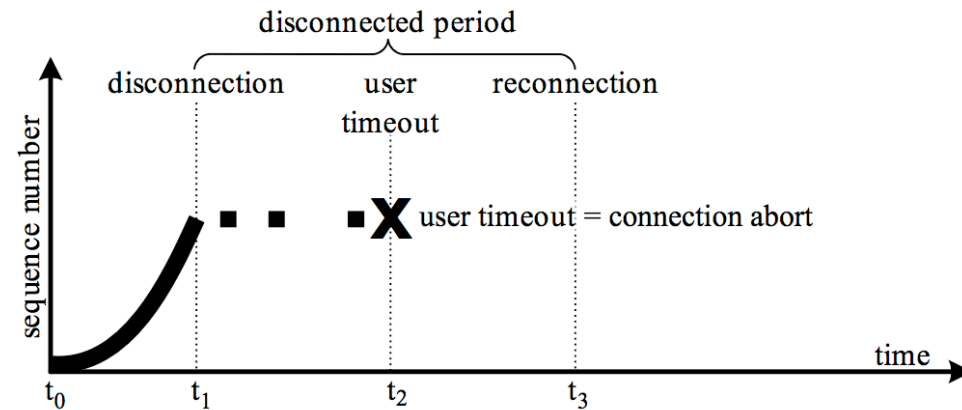 disconnected period
disconnection
user
timeout
reconnection
sequence number
user timeout = connection abort
time
t0
t1
t2
t3